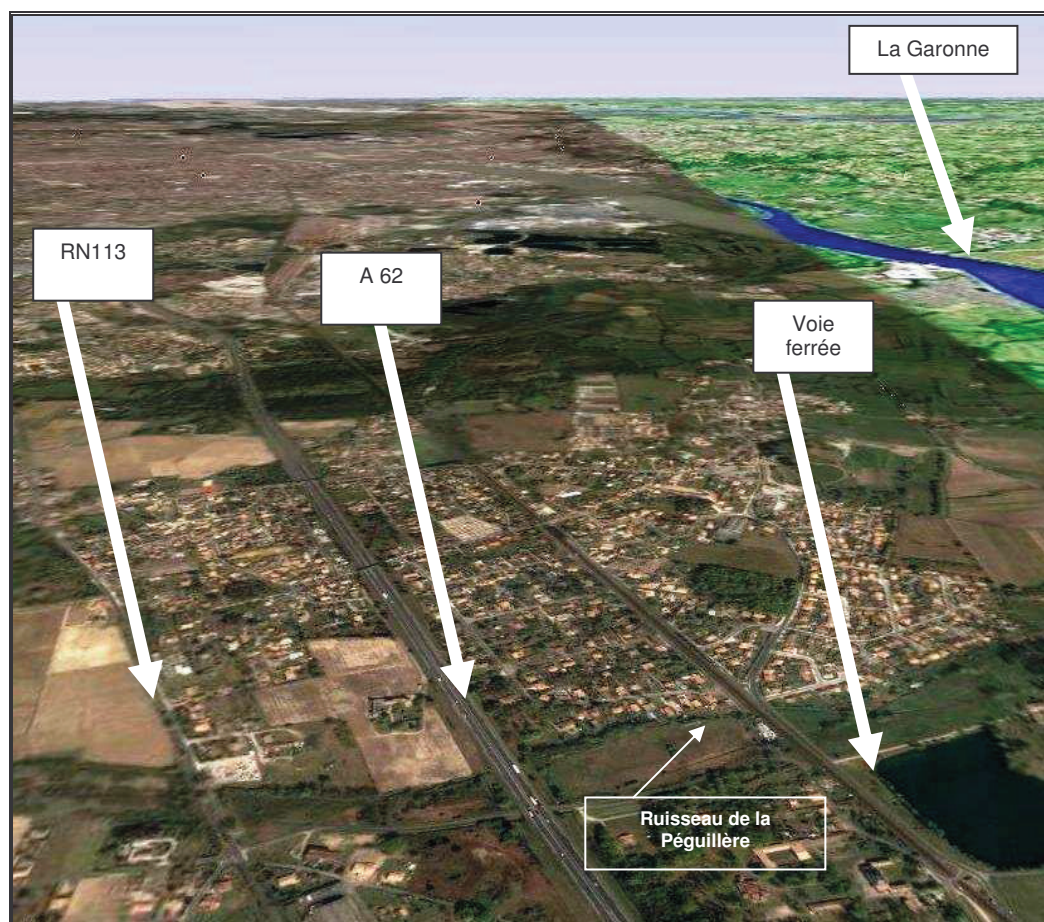 La Garonne
RN113
A 62
Voie
ferrée
Ruisseau de la
Péguillère